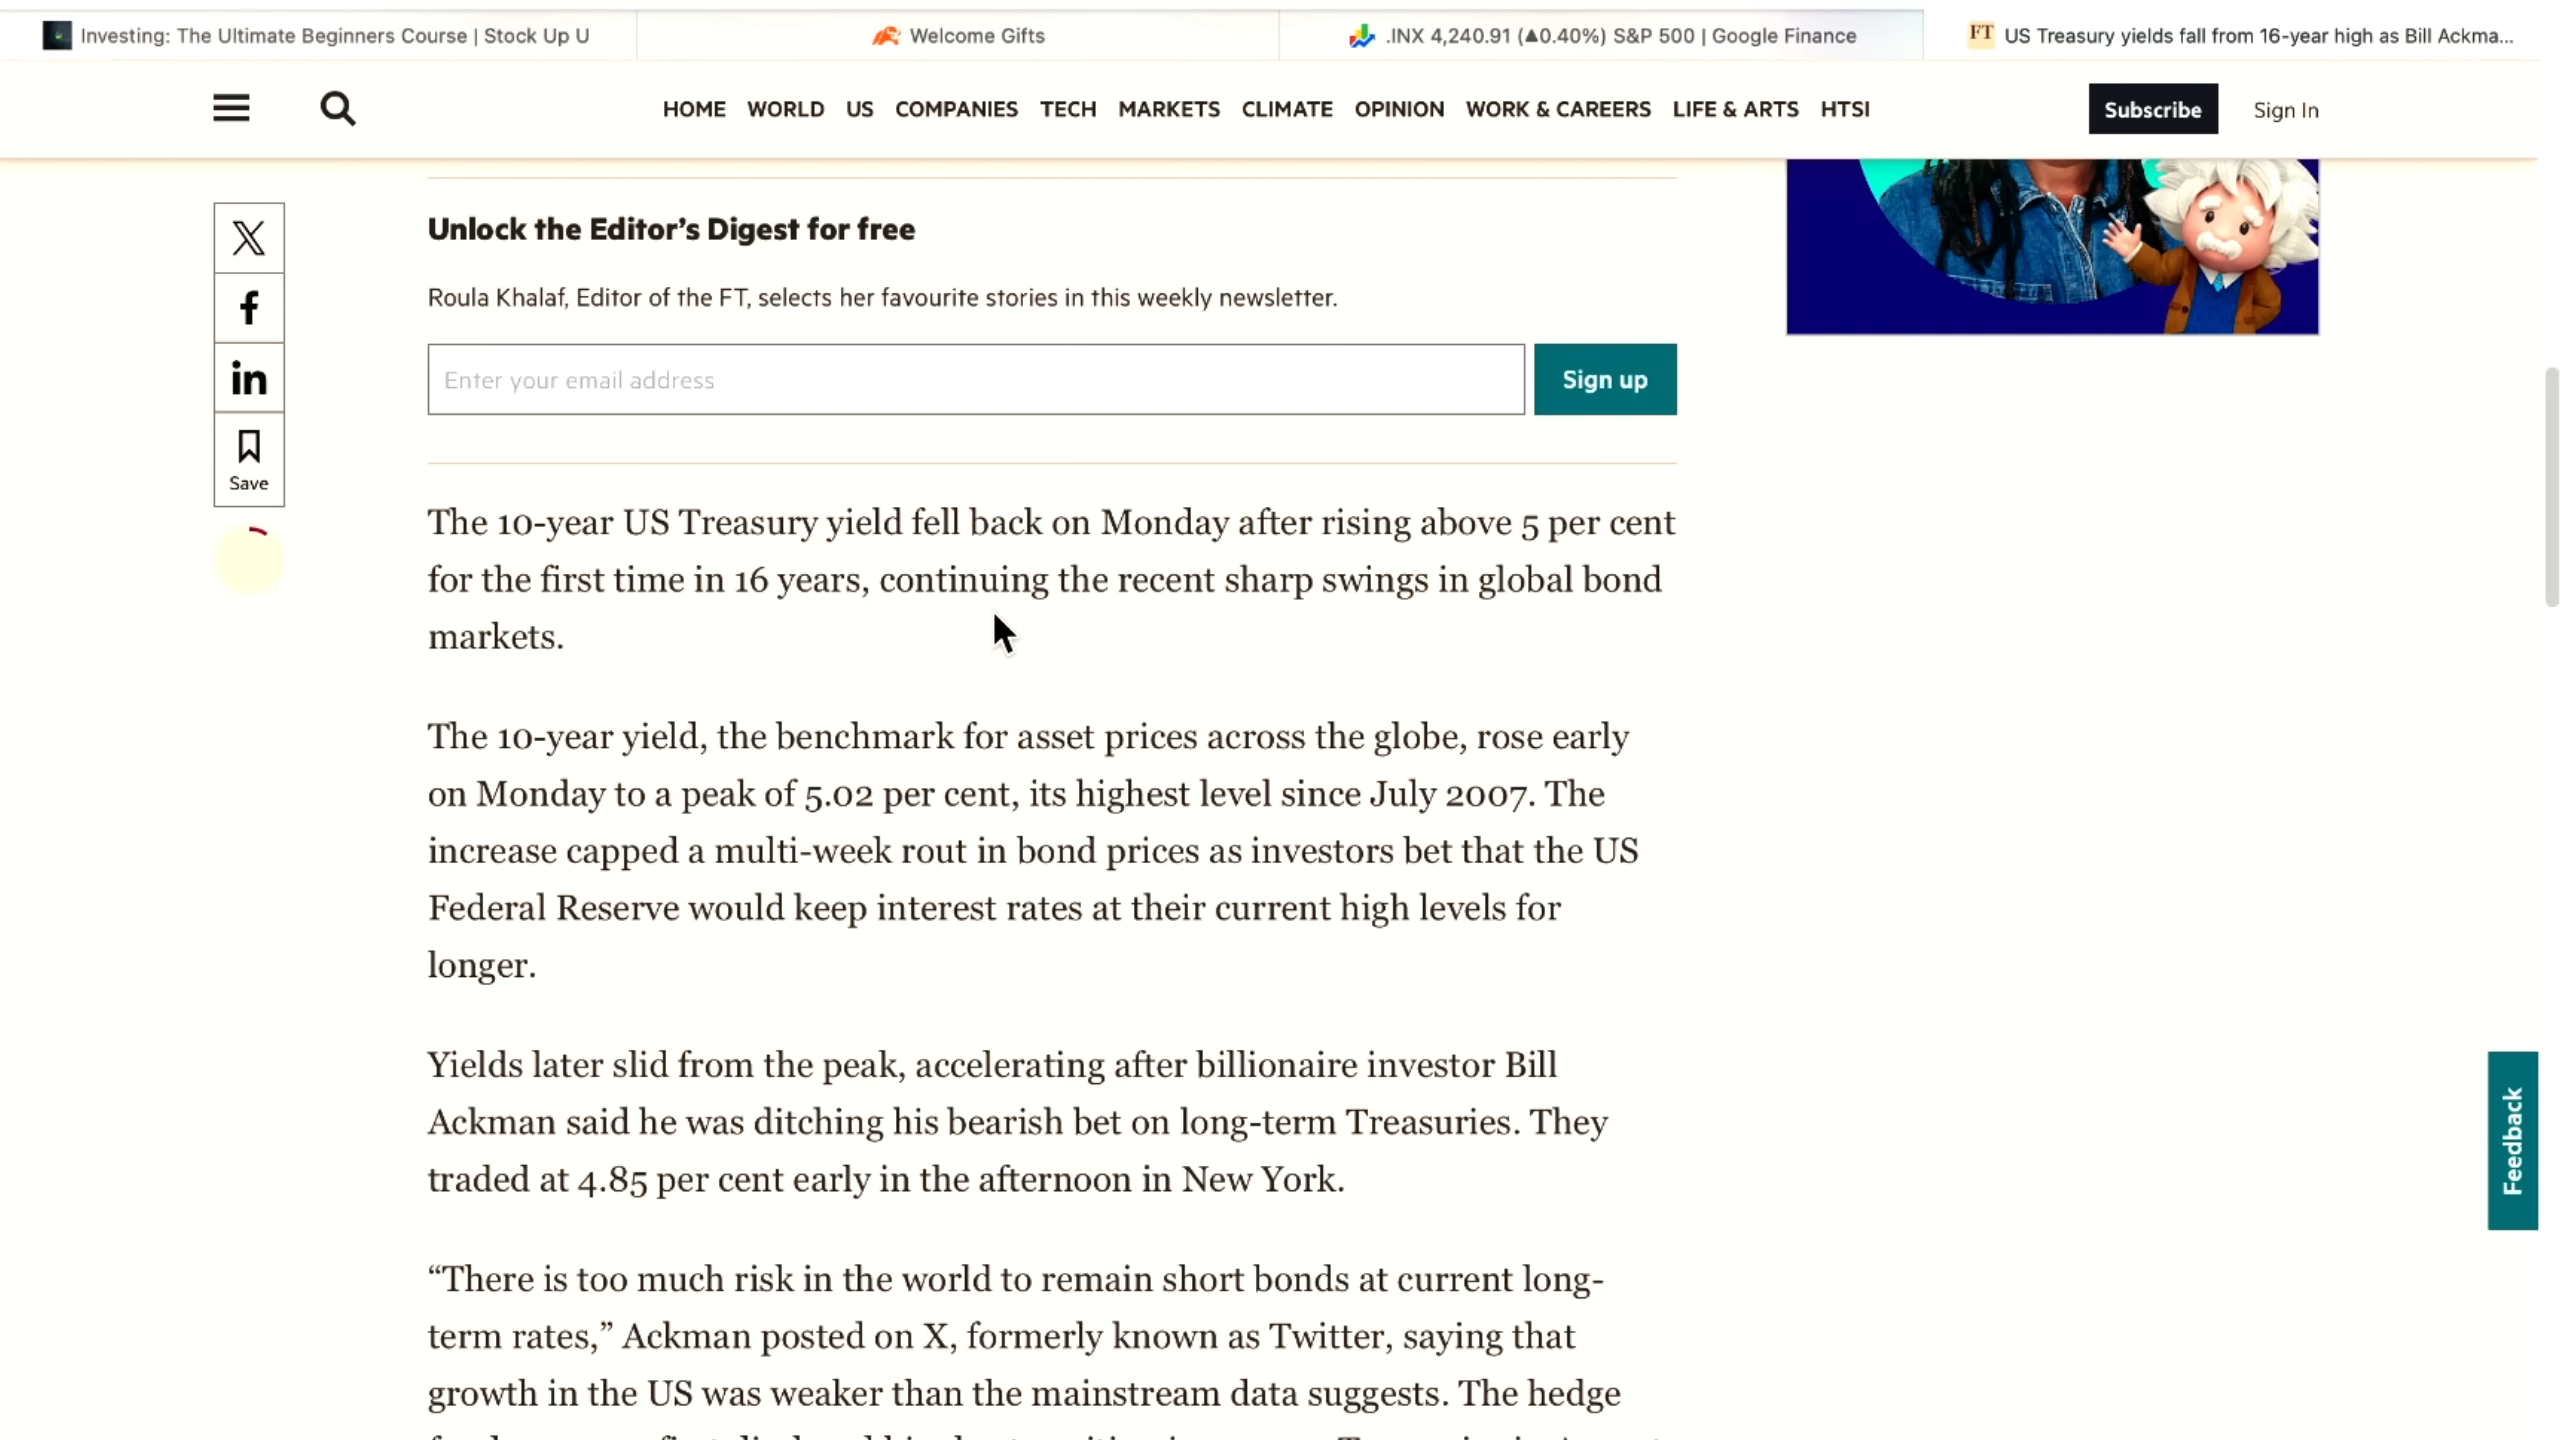 Investing: The Ultimate Beginners Course | Stock Up U
Welcome Gifts
.INX 4,240.91 (▲0.40%) S&P 500 | Google Finance
FT US Treasury yields fall from 16-year high as Bill Ackma...
HOME WORLD US COMPANIES TECH MARKETS CLIMATE OPINION WORK & CAREERS LIFE & ARTS HTSI
Subscribe
Sign In
Unlock the Editor’s Digest for free
Roula Khalaf, Editor of the FT, selects her favourite stories in this weekly newsletter.
Enter your email address
Sign up
Save
The 10-year US Treasury yield fell back on Monday after rising above 5 per cent
for the first time in 16 years, continuing the recent sharp swings in global bond
markets.
The 10-year yield, the benchmark for asset prices across the globe, rose early
on Monday to a peak of 5.02 per cent, its highest level since July 2007. The
increase capped a multi-week rout in bond prices as investors bet that the US
Federal Reserve would keep interest rates at their current high levels for
longer.
Yields later slid from the peak, accelerating after billionaire investor Bill
Ackman said he was ditching his bearish bet on long-term Treasuries. They
traded at 4.85 per cent early in the afternoon in New York.
“There is too much risk in the world to remain short bonds at current long-
term rates,” Ackman posted on X, formerly known as Twitter, saying that
growth in the US was weaker than the mainstream data suggests. The hedge
Feedback